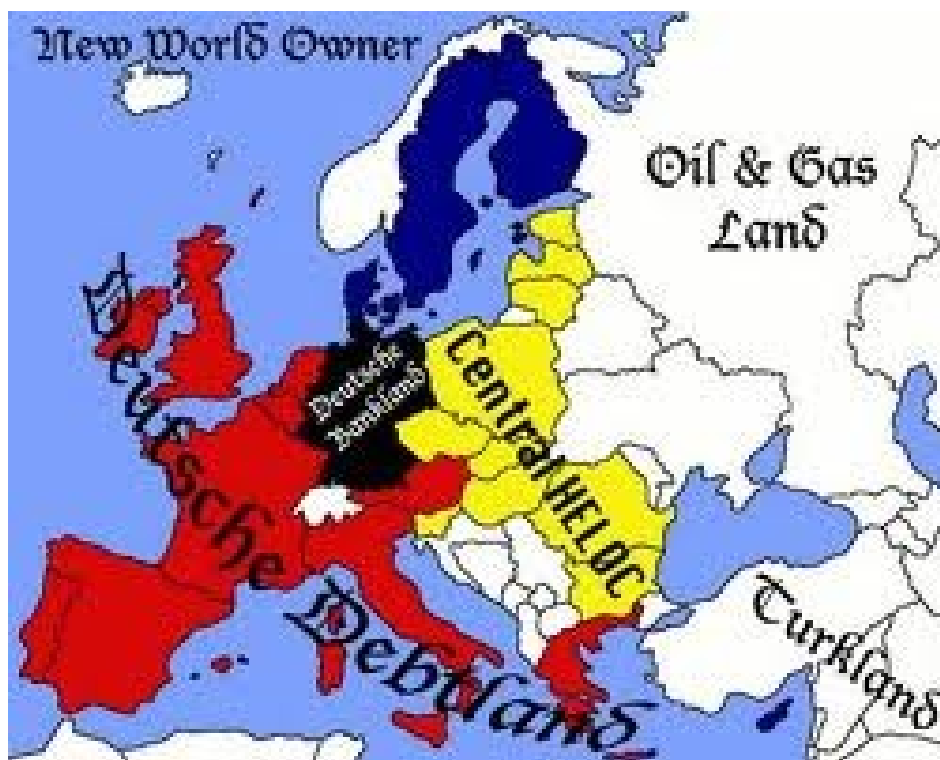 New World Owner
Oil & Gas
Land
Deutsche
Bankland
Central HELOC
Deutsche Debtland
Turkland